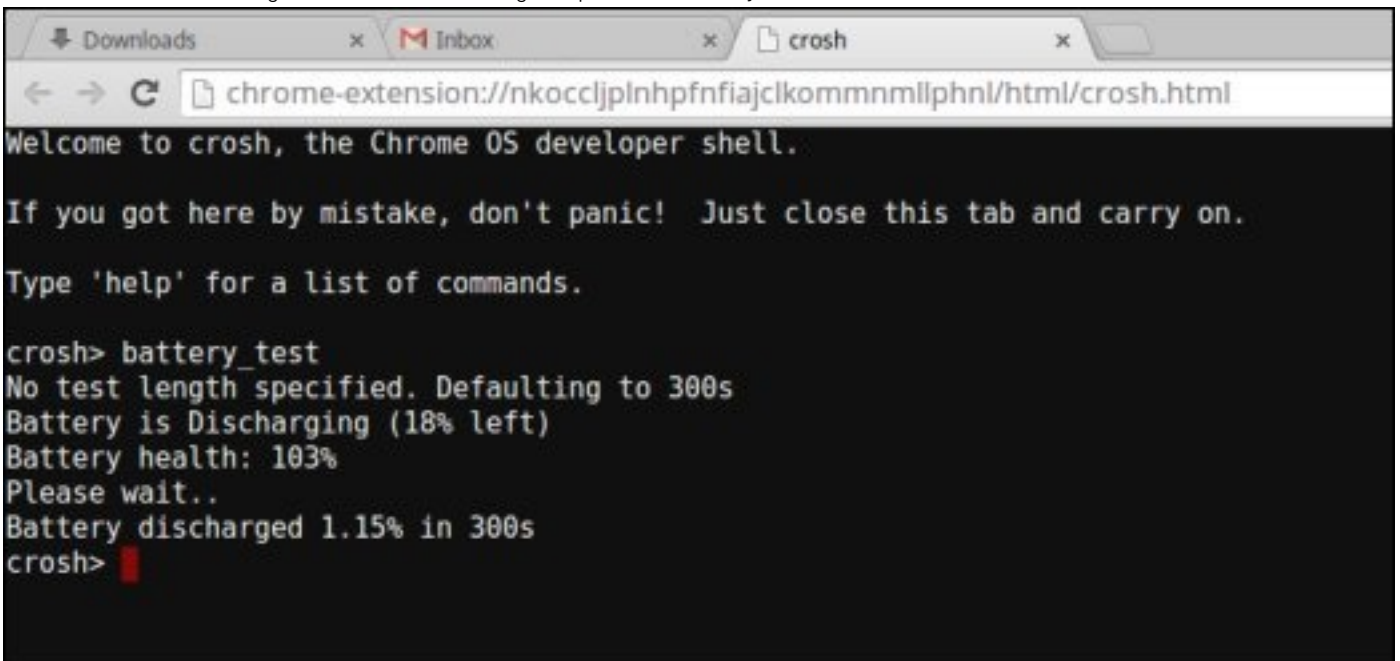 Downloads
Inbox
crosh
chrome-extension://nkoccljplnhpfnfiajclkommnmllphnl/html/crosh.html
Welcome to crosh, the Chrome OS developer shell.
If you got here by mistake, don't panic!  Just close this tab and carry on.
Type 'help' for a list of commands.
crosh> battery_test
No test length specified. Defaulting to 300s
Battery is Discharging (18% left)
Battery health: 103%
Please wait..
Battery discharged 1.15% in 300s
crosh>